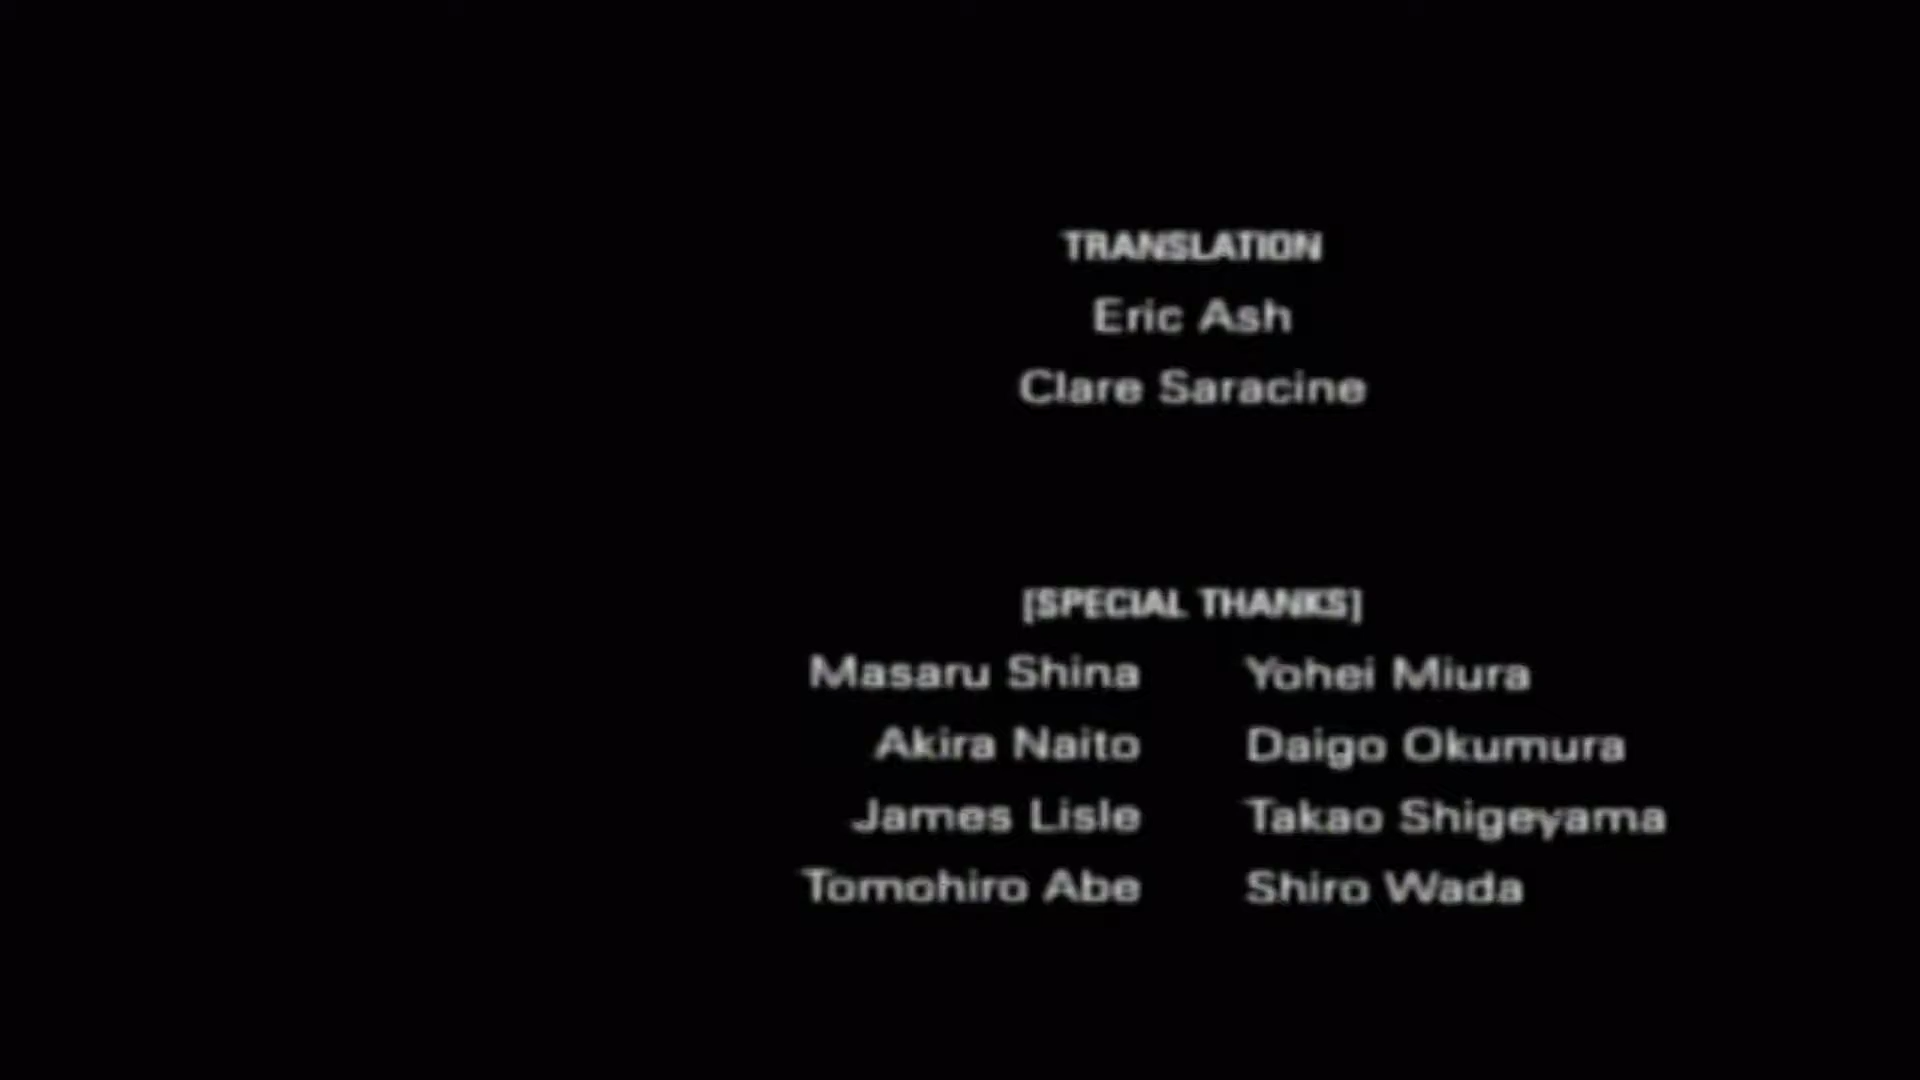 TRANSLATION
Eric Ash
Clare Saracine
[SPECIAL THANKS]
Masaru Shina Yohei Miura
Akira Naito Daigo Okumura
James Lisle Takao Shigeyama
Tomohiro Abe Shiro Wada